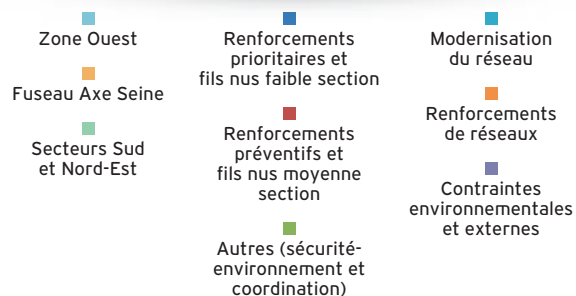 Zone Ouest
Fuseau Axe Seine
Secteurs Sud
et Nord-Est
Renforcements
prioritaires et
fils nus faible section
Renforcements
préventifs et
fils nus moyenne
section
Autres (sécurité-
environnement et
coordination)
Modernisation
du réseau
Renforcements
de réseaux
Contraintes
environnementales
et externes